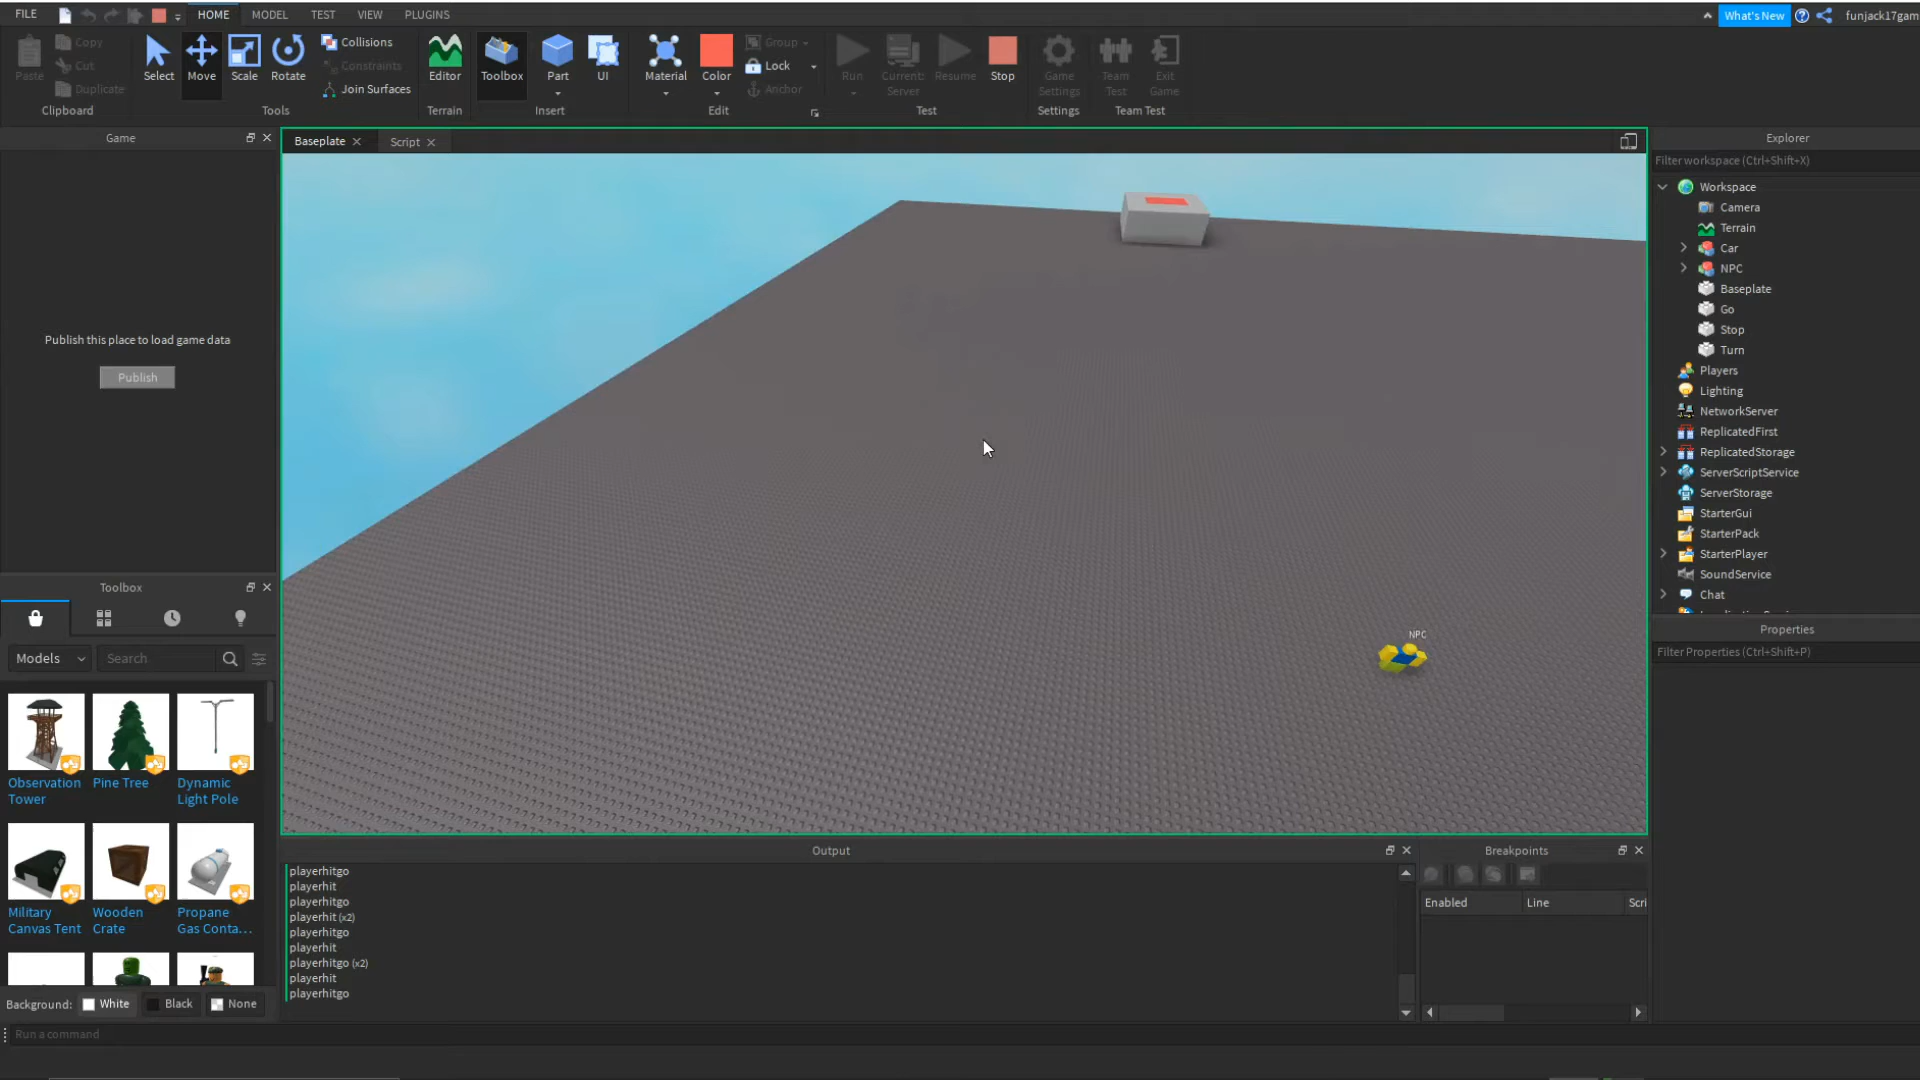 FILE
HOME
MODEL
TEST
VIEW
PLUGINS
What's New
funjack17gam
Paste
Copy
Cut
Duplicate
Clipboard
Select
Move
Scale
Rotate
Collisions
Constraints
Join Surfaces
Tools
Editor
Terrain
Toolbox
Part
UI
Insert
Material
Color
Group
Lock
Anchor
Edit
Run
Current:
Server
Resume
Stop
Test
Game
Settings
Settings
Team
Test
Exit
Game
Team Test
Game
Publish this place to load game data
Publish
Baseplate
Script
NPC
Explorer
Filter workspace (Ctrl+Shift+X)
Workspace
Camera
Terrain
Car
NPC
Baseplate
Go
Stop
Turn
Players
Lighting
NetworkServer
ReplicatedFirst
ReplicatedStorage
ServerScriptService
ServerStorage
StarterGui
StarterPack
StarterPlayer
SoundService
Chat
Properties
Filter Properties (Ctrl+Shift+P)
Toolbox
Models
Search
Observation
Tower
Pine Tree
Dynamic
Light Pole
Military
Canvas Tent
Wooden
Crate
Propane
Gas Conta...
Background:
White
Black
None
Output
playerhitgo
playerhit
playerhitgo
playerhit (x2)
playerhitgo
playerhit
playerhitgo (x2)
playerhit
playerhitgo
Breakpoints
Enabled
Line
Scri
Run a command